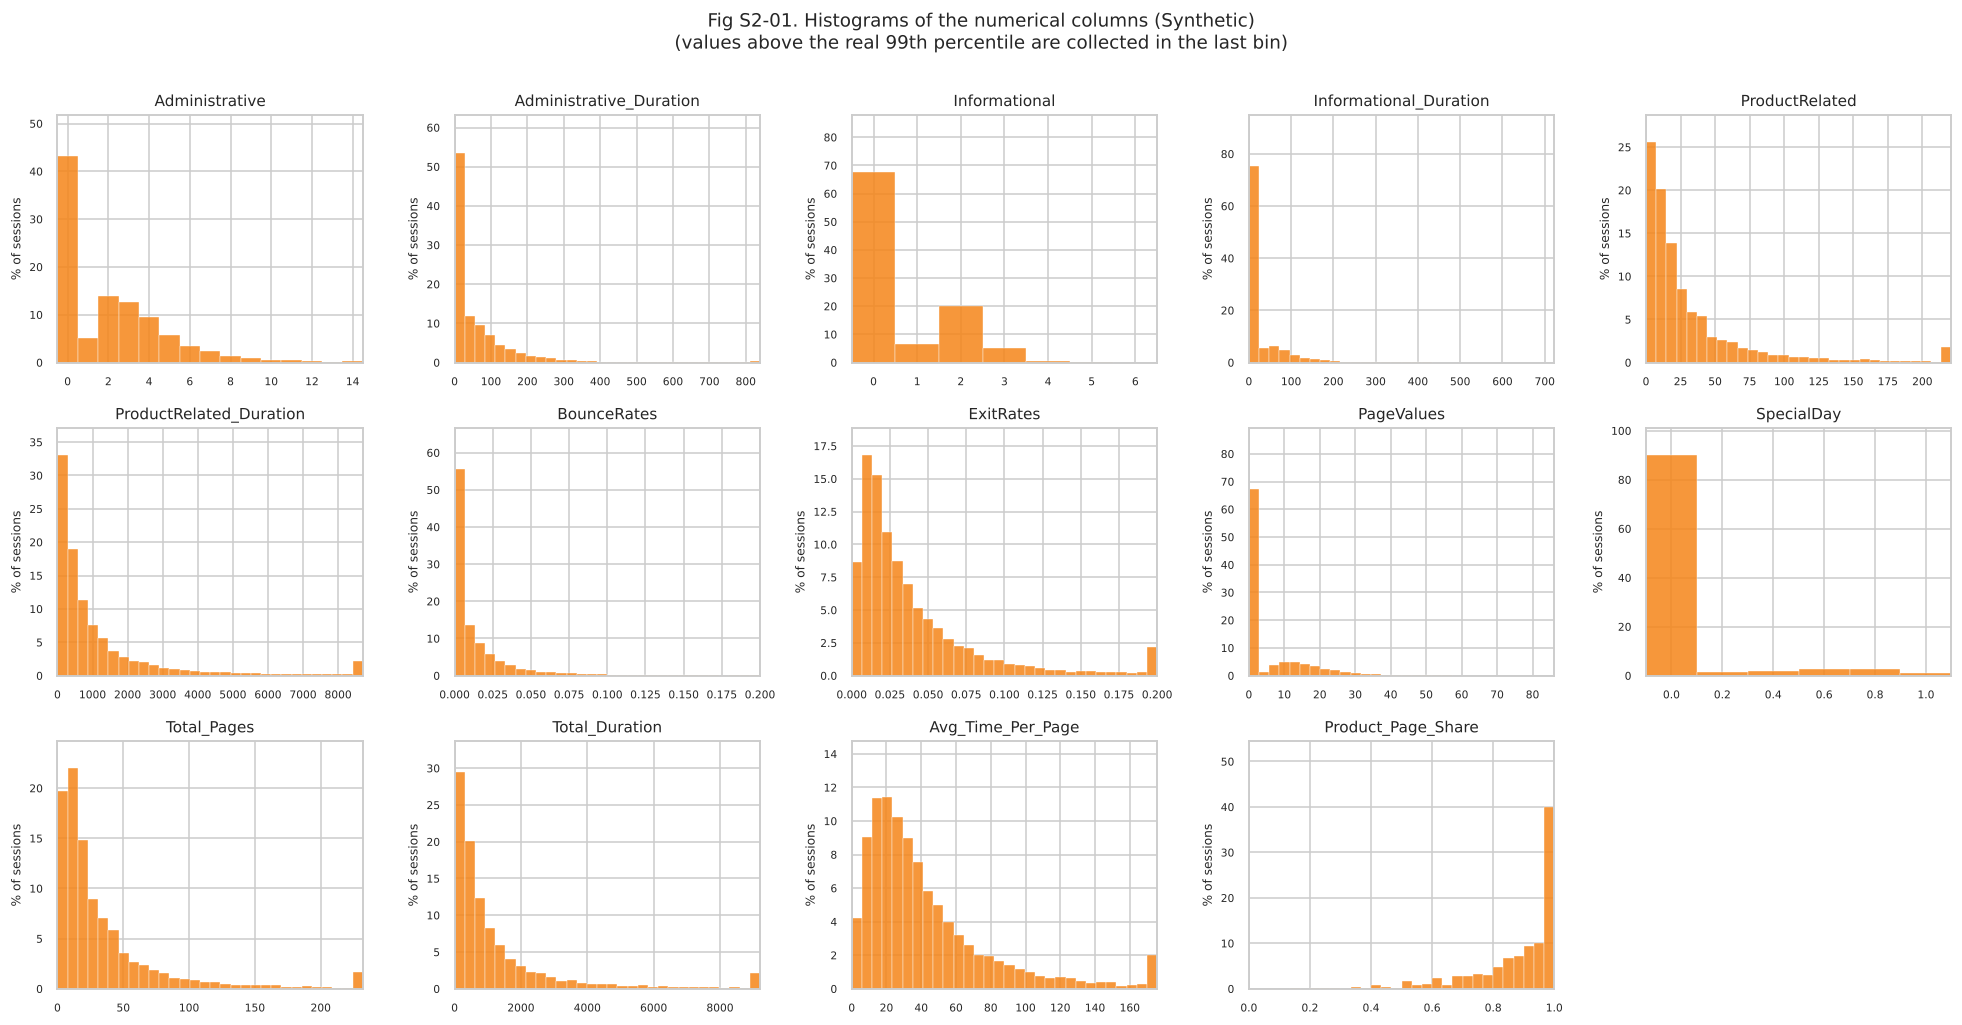 Fig S2-01. Histograms of the numerical columns (Synthetic)
(values above the real 99th percentile are collected in the last bin)
Administrative
% of sessions
50
40
30
20
10
0
0 2 4 6 8 10 12 14
Administrative_Duration
% of sessions
60
50
40
30
20
10
0
0 100 200 300 400 500 600 700 800
Informational
% of sessions
80
70
60
50
40
30
20
10
0
0 1 2 3 4 5 6
Informational_Duration
% of sessions
80
60
40
20
0
0 100 200 300 400 500 600 700
ProductRelated
% of sessions
25
20
15
10
5
0
0 25 50 75 100 125 150 175 200
ProductRelated_Duration
% of sessions
35
30
25
20
15
10
5
0
0 1000 2000 3000 4000 5000 6000 7000 8000
BounceRates
% of sessions
60
50
40
30
20
10
0
0.000 0.025 0.050 0.075 0.100 0.125 0.150 0.175 0.200
ExitRates
% of sessions
17.5
15.0
12.5
10.0
7.5
5.0
2.5
0.0
0.000 0.025 0.050 0.075 0.100 0.125 0.150 0.175 0.200
PageValues
% of sessions
80
70
60
50
40
30
20
10
0
0 10 20 30 40 50 60 70 80
SpecialDay
% of sessions
100
80
60
40
20
0
0.0 0.2 0.4 0.6 0.8 1.0
Total_Pages
% of sessions
20
15
10
5
0
0 50 100 150 200
Total_Duration
% of sessions
30
25
20
15
10
5
0
0 2000 4000 6000 8000
Avg_Time_Per_Page
% of sessions
14
12
10
8
6
4
2
0
0 20 40 60 80 100 120 140 160
Product_Page_Share
% of sessions
50
40
30
20
10
0
0.0 0.2 0.4 0.6 0.8 1.0